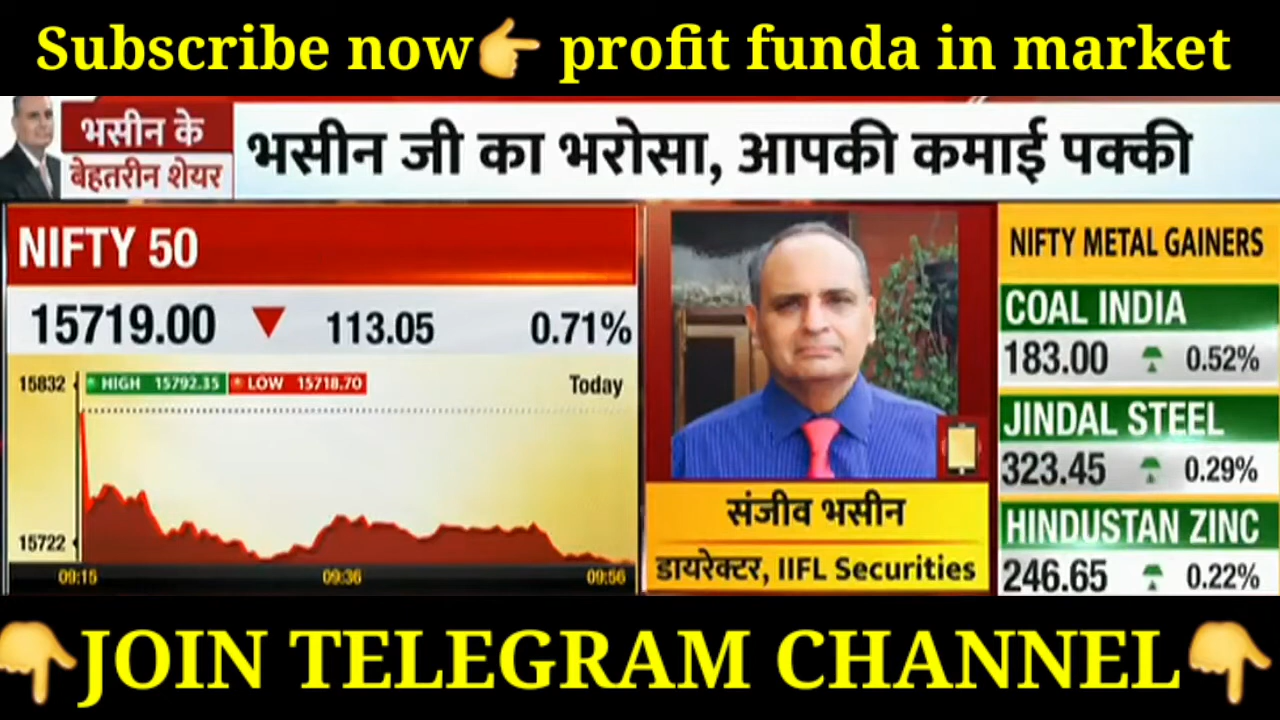 Subscribe now👉 profit funda in market
भसीन के
बेहतरीन शेयर
भसीन जी का भरोसा, आपकी कमाई पक्की
NIFTY 50
15719.00 ▼ 113.05 0.71%
15832
HIGH 15792.35 LOW 15718.70
Today
15722
09:15 09:36 09:56
संजीव भसीन
डायरेक्टर, IIFL Securities
NIFTY METAL GAINERS
COAL INDIA
183.00 0.52%
JINDAL STEEL
323.45 0.29%
HINDUSTAN ZINC
246.65 0.22%
👇JOIN TELEGRAM CHANNEL👇